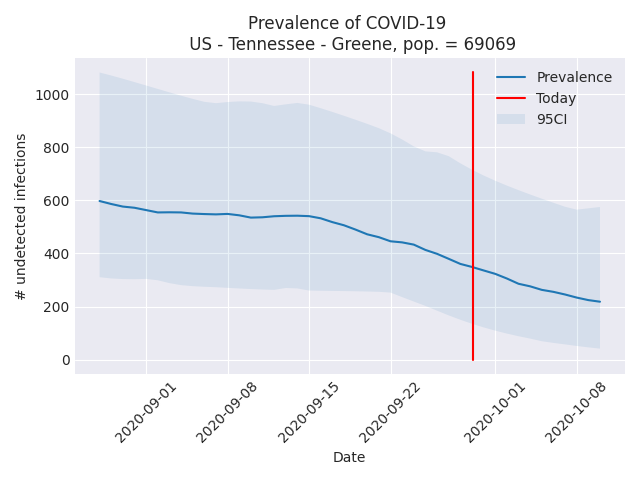 Prevalence of COVID-19
US - Tennessee - Greene, pop. = 69069
# undetected infections
1000
800
600
400
200
0
Prevalence
Today
95CI
2020-09-01
2020-09-08
2020-09-15
2020-09-22
2020-10-01
2020-10-08
Date